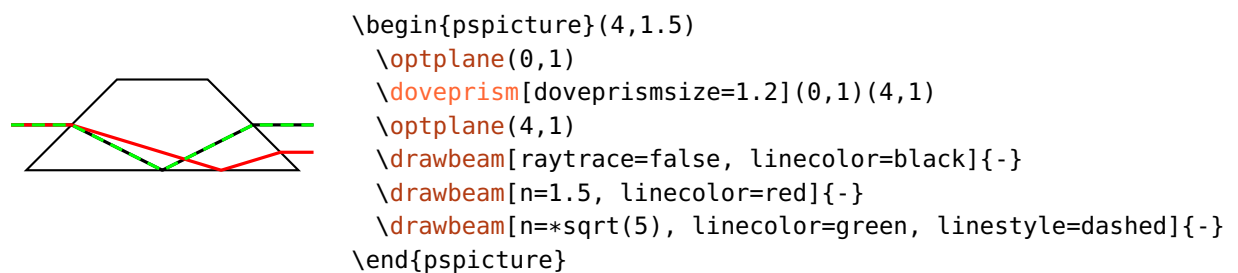 \begin{pspicture}(4,1.5)
  \optplane(0,1)
  \doveprism[doveprismsize=1.2](0,1)(4,1)
  \optplane(4,1)
  \drawbeam[raytrace=false, linecolor=black]{-}
  \drawbeam[n=1.5, linecolor=red]{-}
  \drawbeam[n=*sqrt(5), linecolor=green, linestyle=dashed]{-}
\end{pspicture}